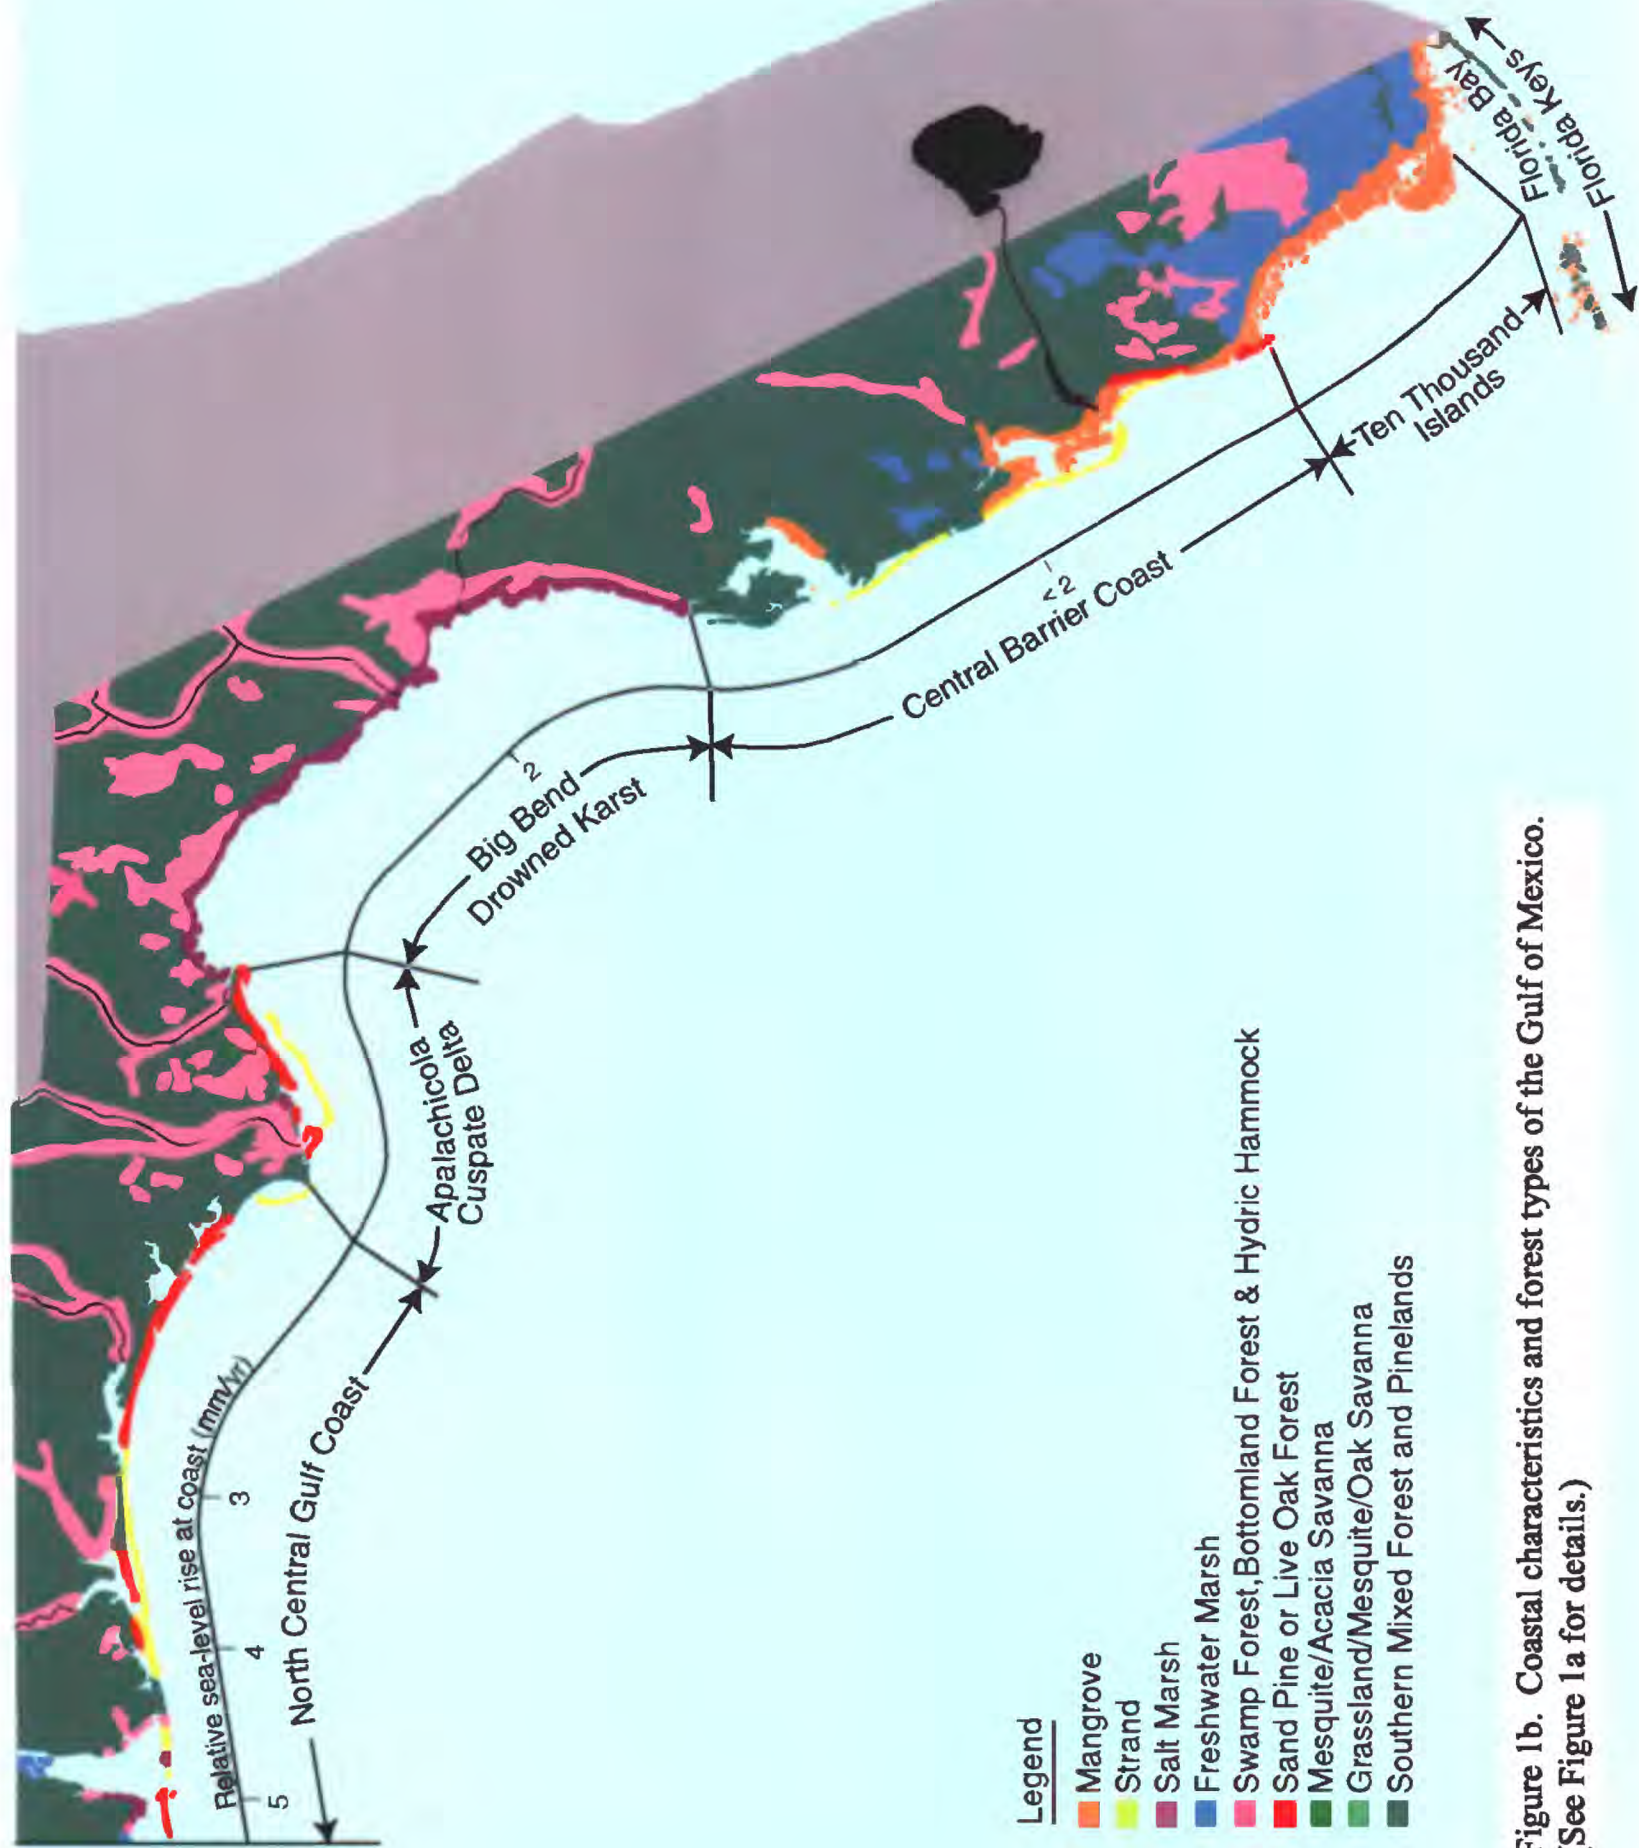 Relative sea-level rise at coast (mm/yr)
5
4
3
2
< 2
North Central Gulf Coast
Apalachicola
Cuspate Delta
Big Bend
Drowned Karst
Central Barrier Coast
Ten Thousand
Islands
Florida Bay
Florida Keys
Legend
Mangrove
Strand
Salt Marsh
Freshwater Marsh
Swamp Forest,Bottomland Forest & Hydric Hammock
Sand Pine or Live Oak Forest
Mesquite/Acacia Savanna
Grassland/Mesquite/Oak Savanna
Southern Mixed Forest and Pinelands
Figure 1b. Coastal characteristics and forest types of the Gulf of Mexico.
(See Figure 1a for details.)